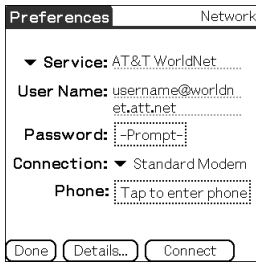 Preferences Network
Service: AT&T WorldNet
User Name: username@worldn
et.att.net
Password: -Prompt-
Connection: Standard Modem
Phone: Tap to enter phone
Done Details... Connect